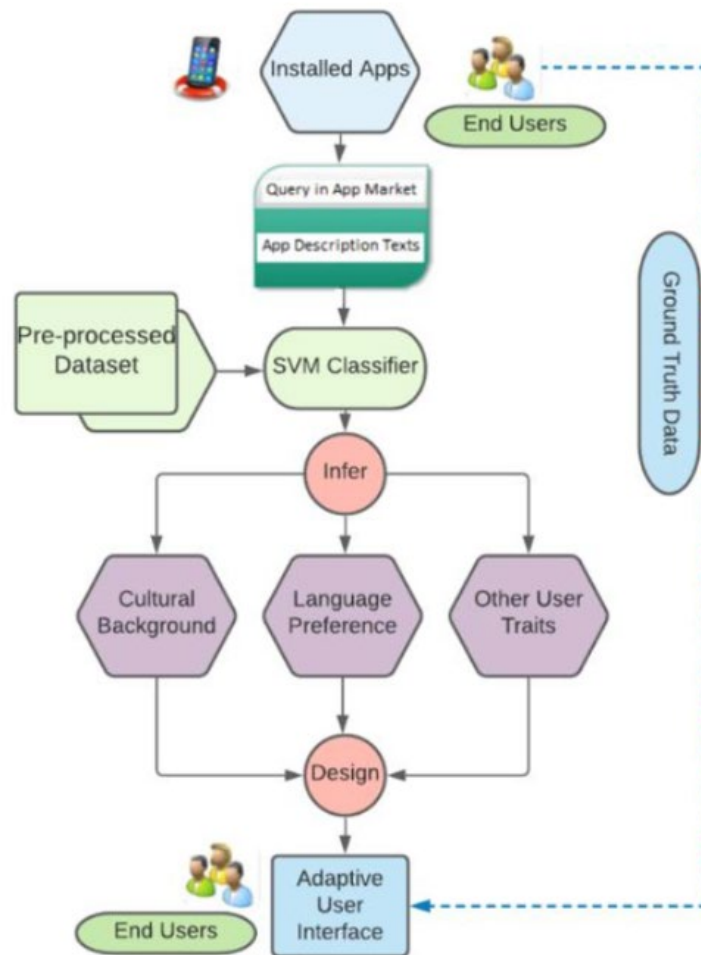 Installed Apps
End Users
Query in App Market
App Description Texts
Ground Truth Data
Pre-processed
Dataset
SVM Classifier
Infer
Cultural
Background
Language
Preference
Other User
Traits
Design
Adaptive
User
Interface
End Users